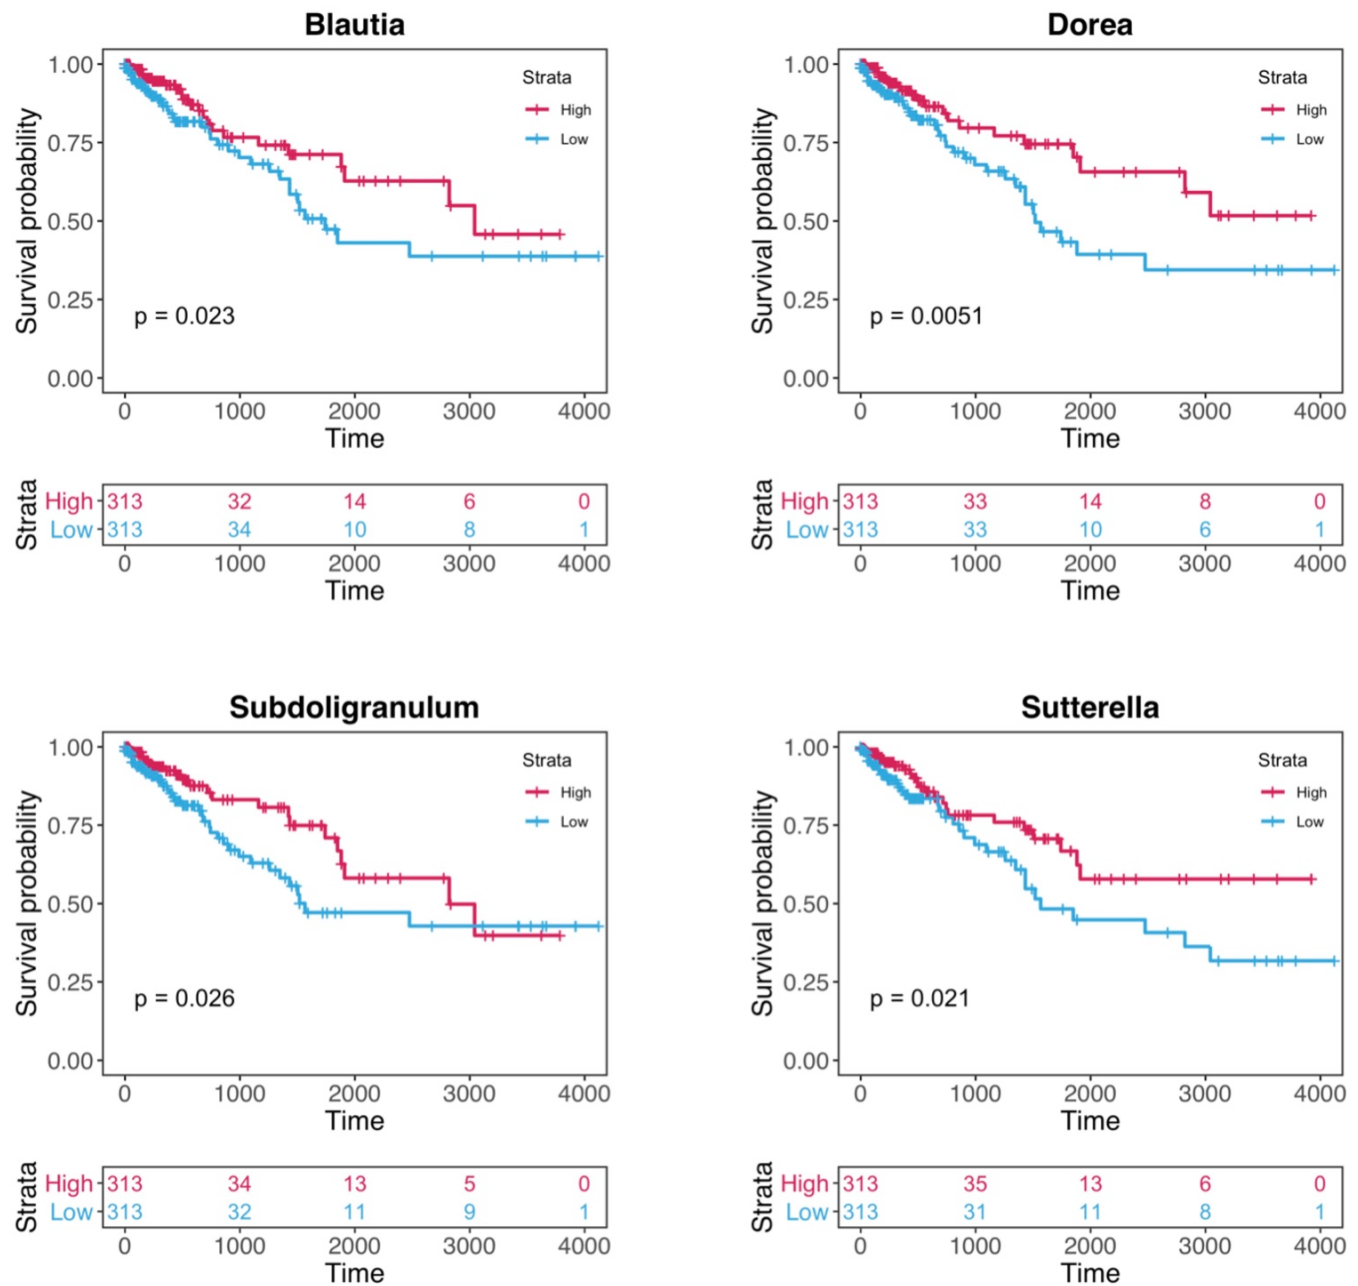 Blautia
Survival probability
1.00
0.75
0.50
0.25
0.00
Strata
High
Low
p = 0.023
0 1000 2000 3000 4000
Time
Strata
High 313 32 14 6 0
Low 313 34 10 8 1
0 1000 2000 3000 4000
Time
Dorea
Survival probability
1.00
0.75
0.50
0.25
0.00
Strata
High
Low
p = 0.0051
0 1000 2000 3000 4000
Time
Strata
High 313 33 14 8 0
Low 313 33 10 6 1
0 1000 2000 3000 4000
Time
Subdoligranulum
Survival probability
1.00
0.75
0.50
0.25
0.00
Strata
High
Low
p = 0.026
0 1000 2000 3000 4000
Time
Strata
High 313 34 13 5 0
Low 313 32 11 9 1
0 1000 2000 3000 4000
Time
Sutterella
Survival probability
1.00
0.75
0.50
0.25
0.00
Strata
High
Low
p = 0.021
0 1000 2000 3000 4000
Time
Strata
High 313 35 13 6 0
Low 313 31 11 8 1
0 1000 2000 3000 4000
Time